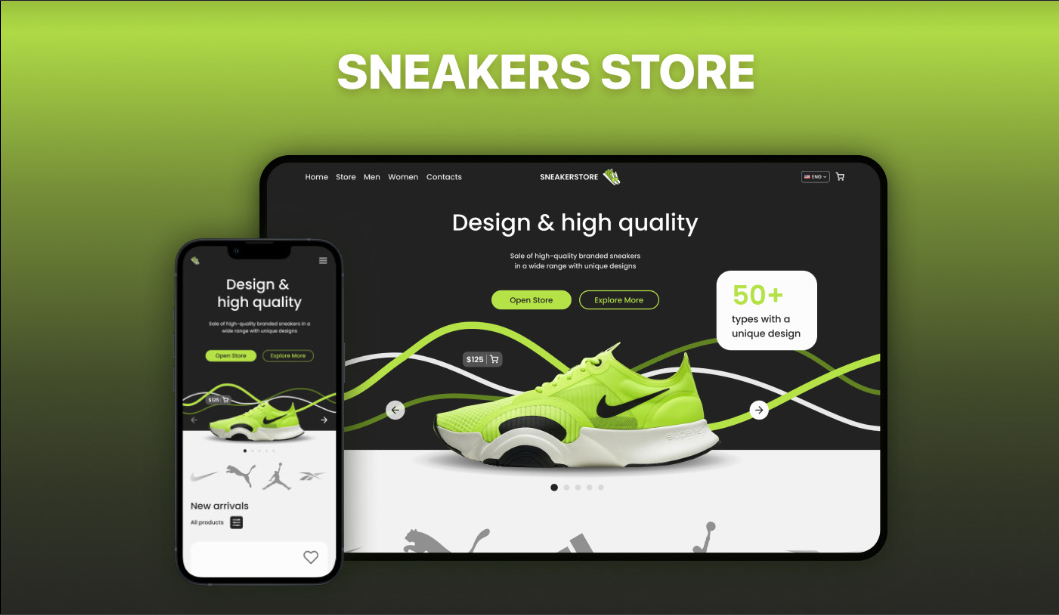 SNEAKERS STORE
Home Store Men Women Contacts
SNEAKERSTORE
ENG
Design & high quality
Sale of high-quality branded sneakers
in a wide range with unique designs
Open Store
Explore More
50+
types with a
unique design
$125
Design &
high quality
Sale of high-quality branded sneakers in a
wide range with unique designs
Open Store
Explore More
$125
New arrivals
All products